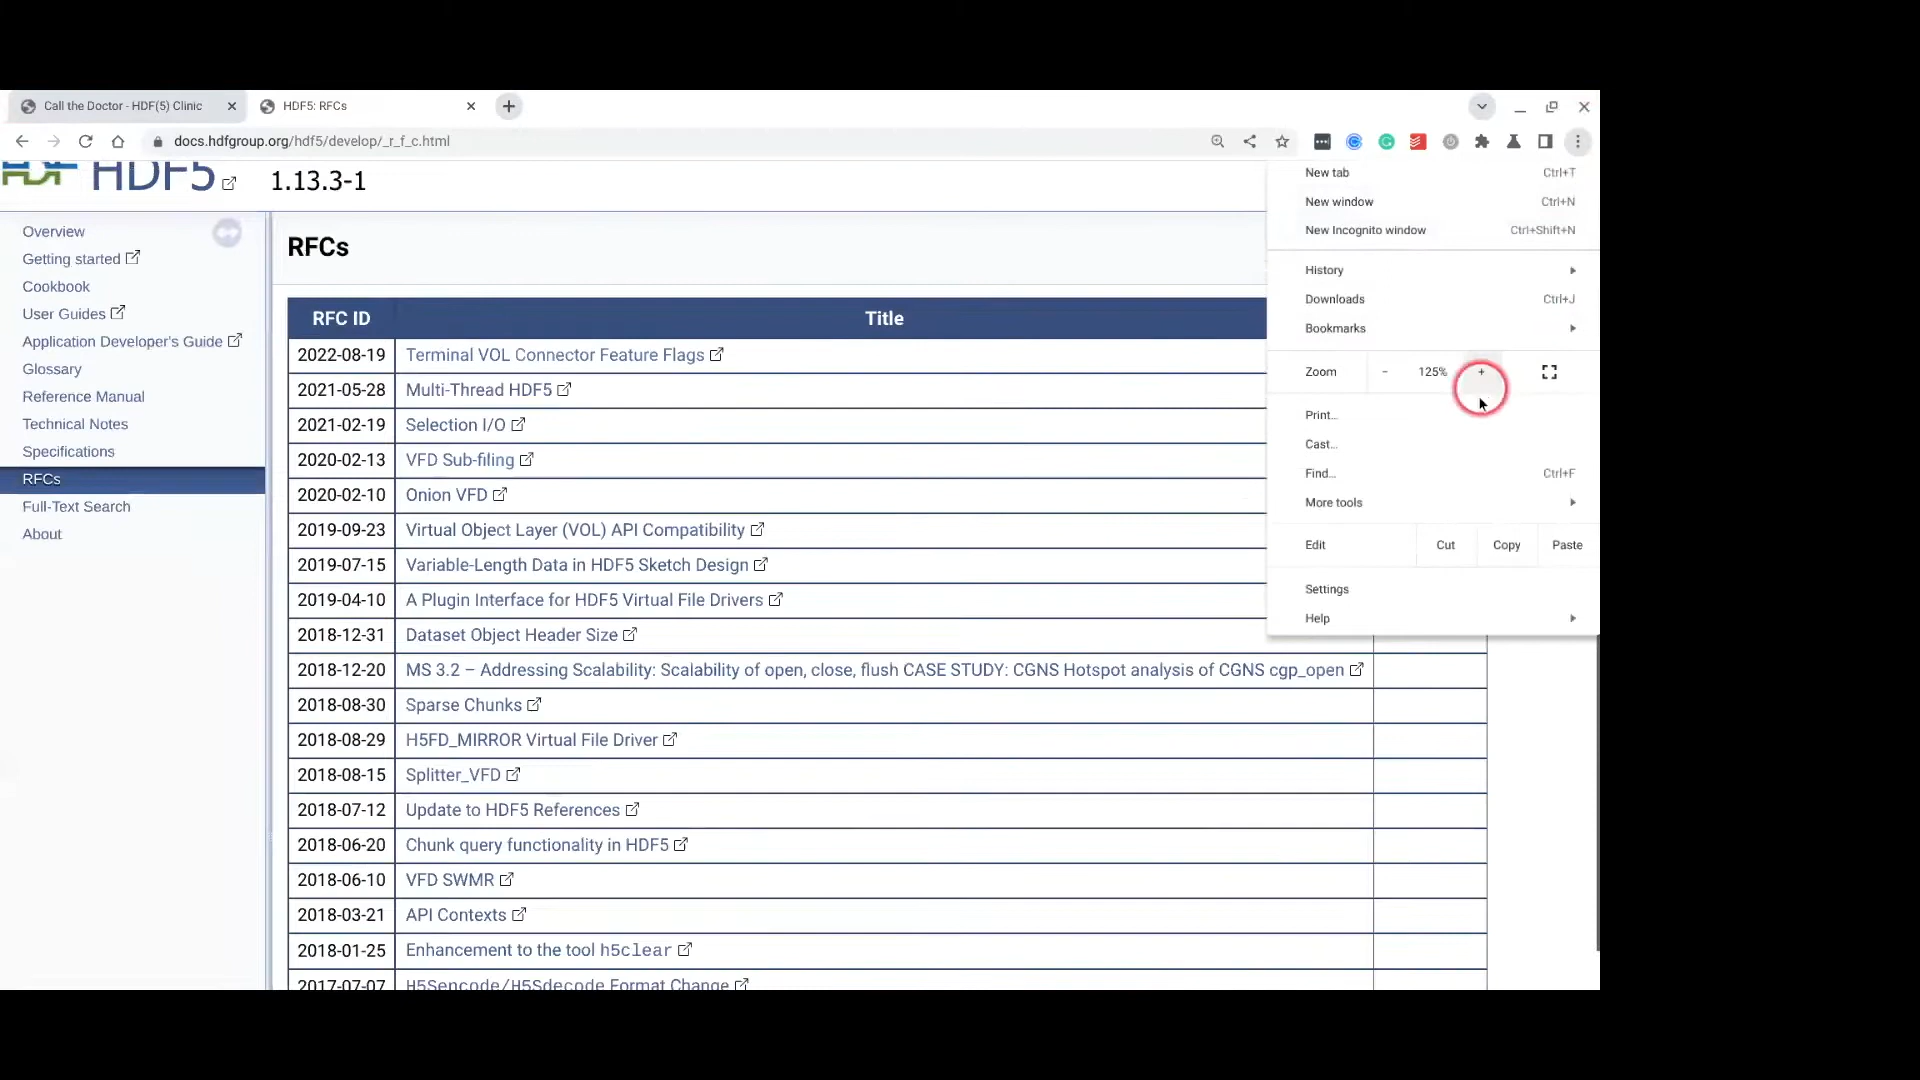 Call the Doctor - HDF(5) Clinic
HDF5: RFCs
docs.hdfgroup.org/hdf5/develop/_r_f_c.html
HDF5 1.13.3-1
Overview
Getting started
Cookbook
User Guides
Application Developer's Guide
Glossary
Reference Manual
Technical Notes
Specifications
RFCs
Full-Text Search
About
RFCs
RFC ID Title
2022-08-19 Terminal VOL Connector Feature Flags
2021-05-28 Multi-Thread HDF5
2021-02-19 Selection I/O
2020-02-13 VFD Sub-filing
2020-02-10 Onion VFD
2019-09-23 Virtual Object Layer (VOL) API Compatibility
2019-07-15 Variable-Length Data in HDF5 Sketch Design
2019-04-10 A Plugin Interface for HDF5 Virtual File Drivers
2018-12-31 Dataset Object Header Size
2018-12-20 MS 3.2 – Addressing Scalability: Scalability of open, close, flush CASE STUDY: CGNS Hotspot analysis of CGNS cgp_open
2018-08-30 Sparse Chunks
2018-08-29 H5FD_MIRROR Virtual File Driver
2018-08-15 Splitter_VFD
2018-07-12 Update to HDF5 References
2018-06-20 Chunk query functionality in HDF5
2018-06-10 VFD SWMR
2018-03-21 API Contexts
2018-01-25 Enhancement to the tool h5clear
2017-07-07 H5Sencode/H5Sdecode Format Change
New tab Ctrl+T
New window Ctrl+N
New Incognito window Ctrl+Shift+N
History
Downloads Ctrl+J
Bookmarks
Zoom - 125% +
Print...
Cast...
Find... Ctrl+F
More tools
Edit Cut Copy Paste
Settings
Help